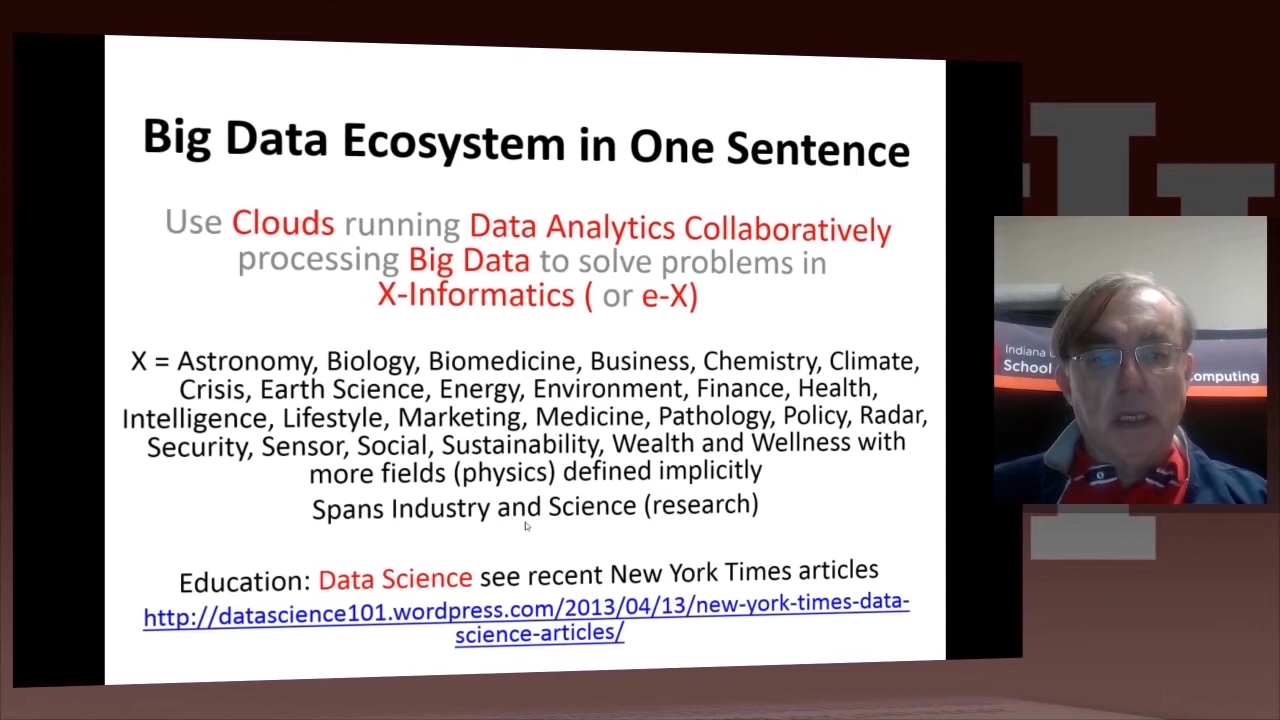 Big Data Ecosystem in One Sentence
Use Clouds running Data Analytics Collaboratively
processing Big Data to solve problems in
X-Informatics ( or e-X)
X = Astronomy, Biology, Biomedicine, Business, Chemistry, Climate,
Crisis, Earth Science, Energy, Environment, Finance, Health,
Intelligence, Lifestyle, Marketing, Medicine, Pathology, Policy, Radar,
Security, Sensor, Social, Sustainability, Wealth and Wellness with
more fields (physics) defined implicitly
Spans Industry and Science (research)
Education: Data Science see recent New York Times articles
http://datascience101.wordpress.com/2013/04/13/new-york-times-data-
science-articles/
Indiana
School omputing